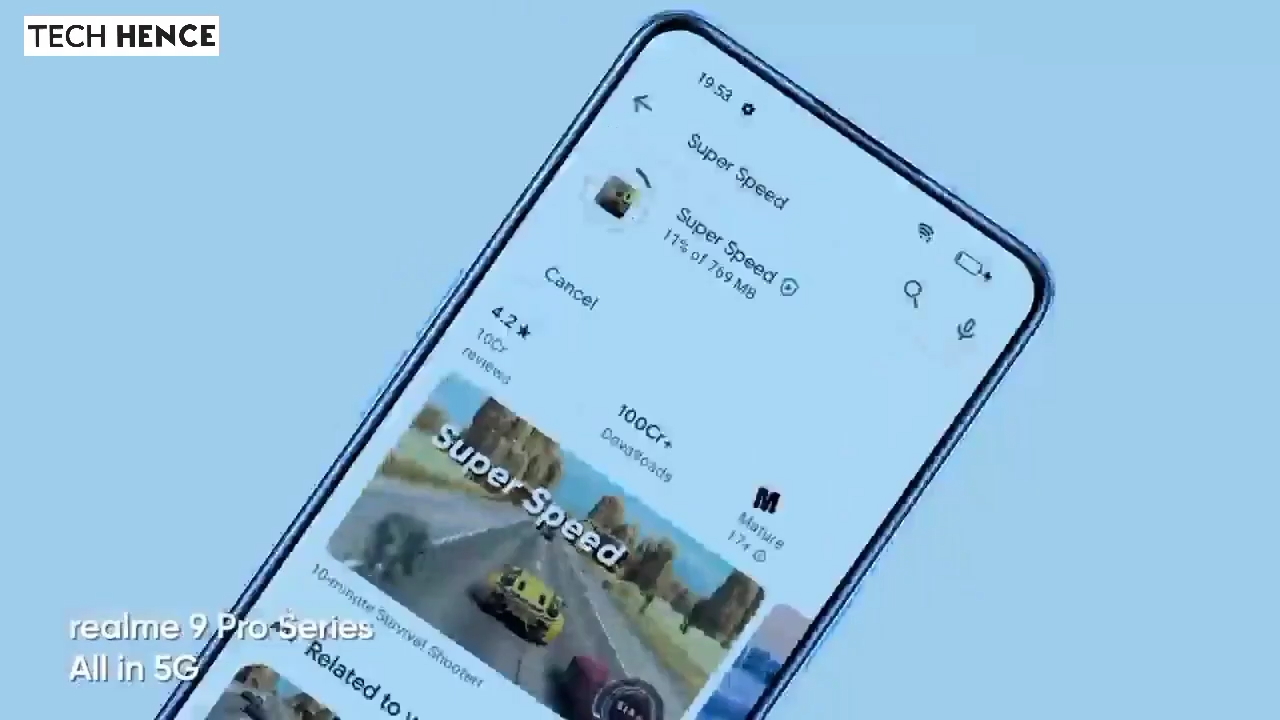 TECH HENCE
19:53
Super Speed
Super Speed
11% of 769 MB
Cancel
4.2★
10Cr
reviews
100Cr+
Downloads
M
Mature
17+
Super Speed
10-minute Survival Shooter!
Related to
realme 9 Pro Series
All in 5G